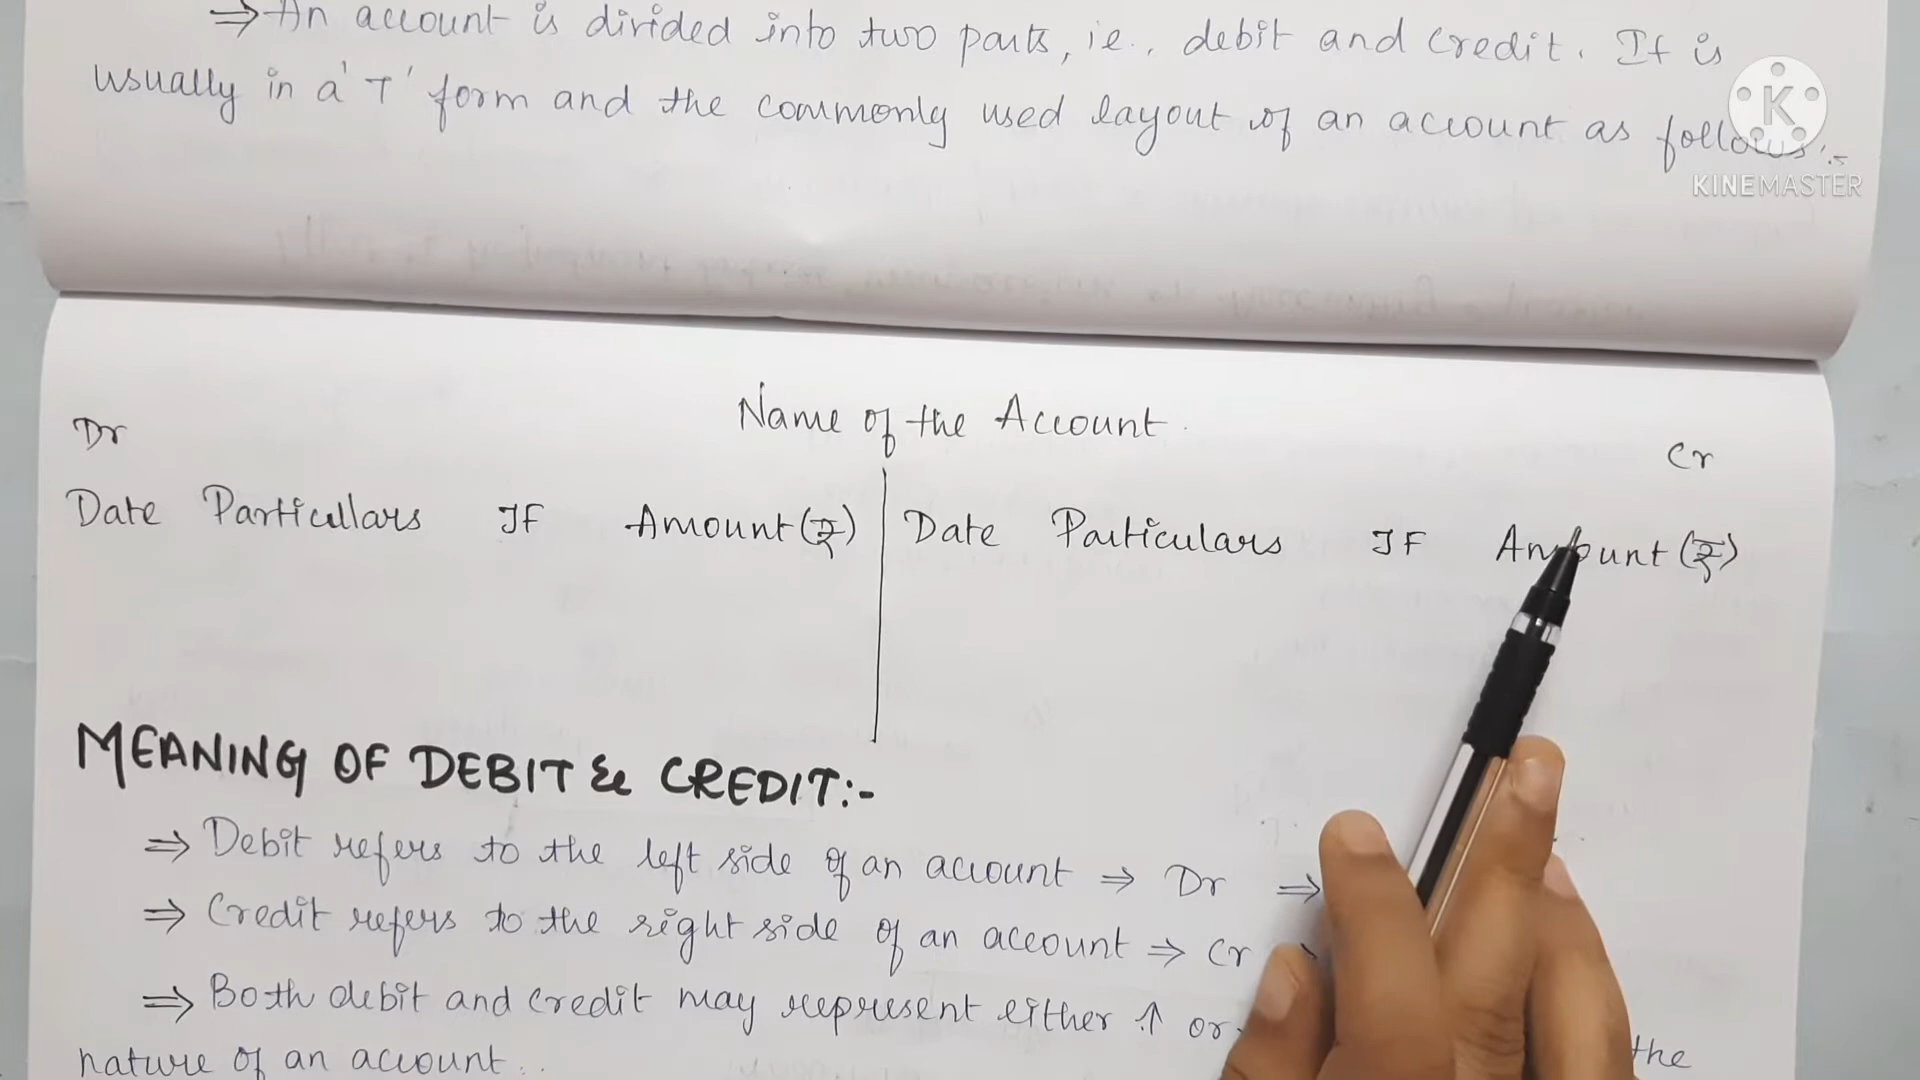 ⇒ An account is divided into two parts, i.e., debit and credit. It is
usually in a 'T' form and the commonly used layout of an account as follows:-
K
KINEMASTER
Name of the Account.
Dr
Cr
Date Particullars JF Amount(₹) Date Particulars JF Amount(₹)
MEANING OF DEBIT & CREDIT:-
⇒ Debit refers to the left side of an account ⇒ Dr ⇒
⇒ Credit refers to the right side of an account ⇒ Cr
⇒ Both debit and credit may represent either ↑ or the
nature of an account..